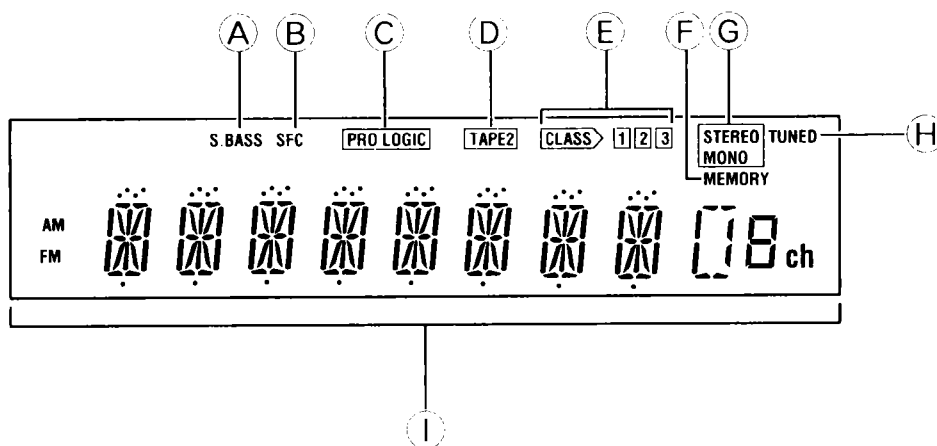 A B C D E F G
S.BASS SFC PRO LOGIC TAPE2 CLASS 1 2 3 STEREO TUNED H
MONO
MEMORY
AM
FM
8 ch
I